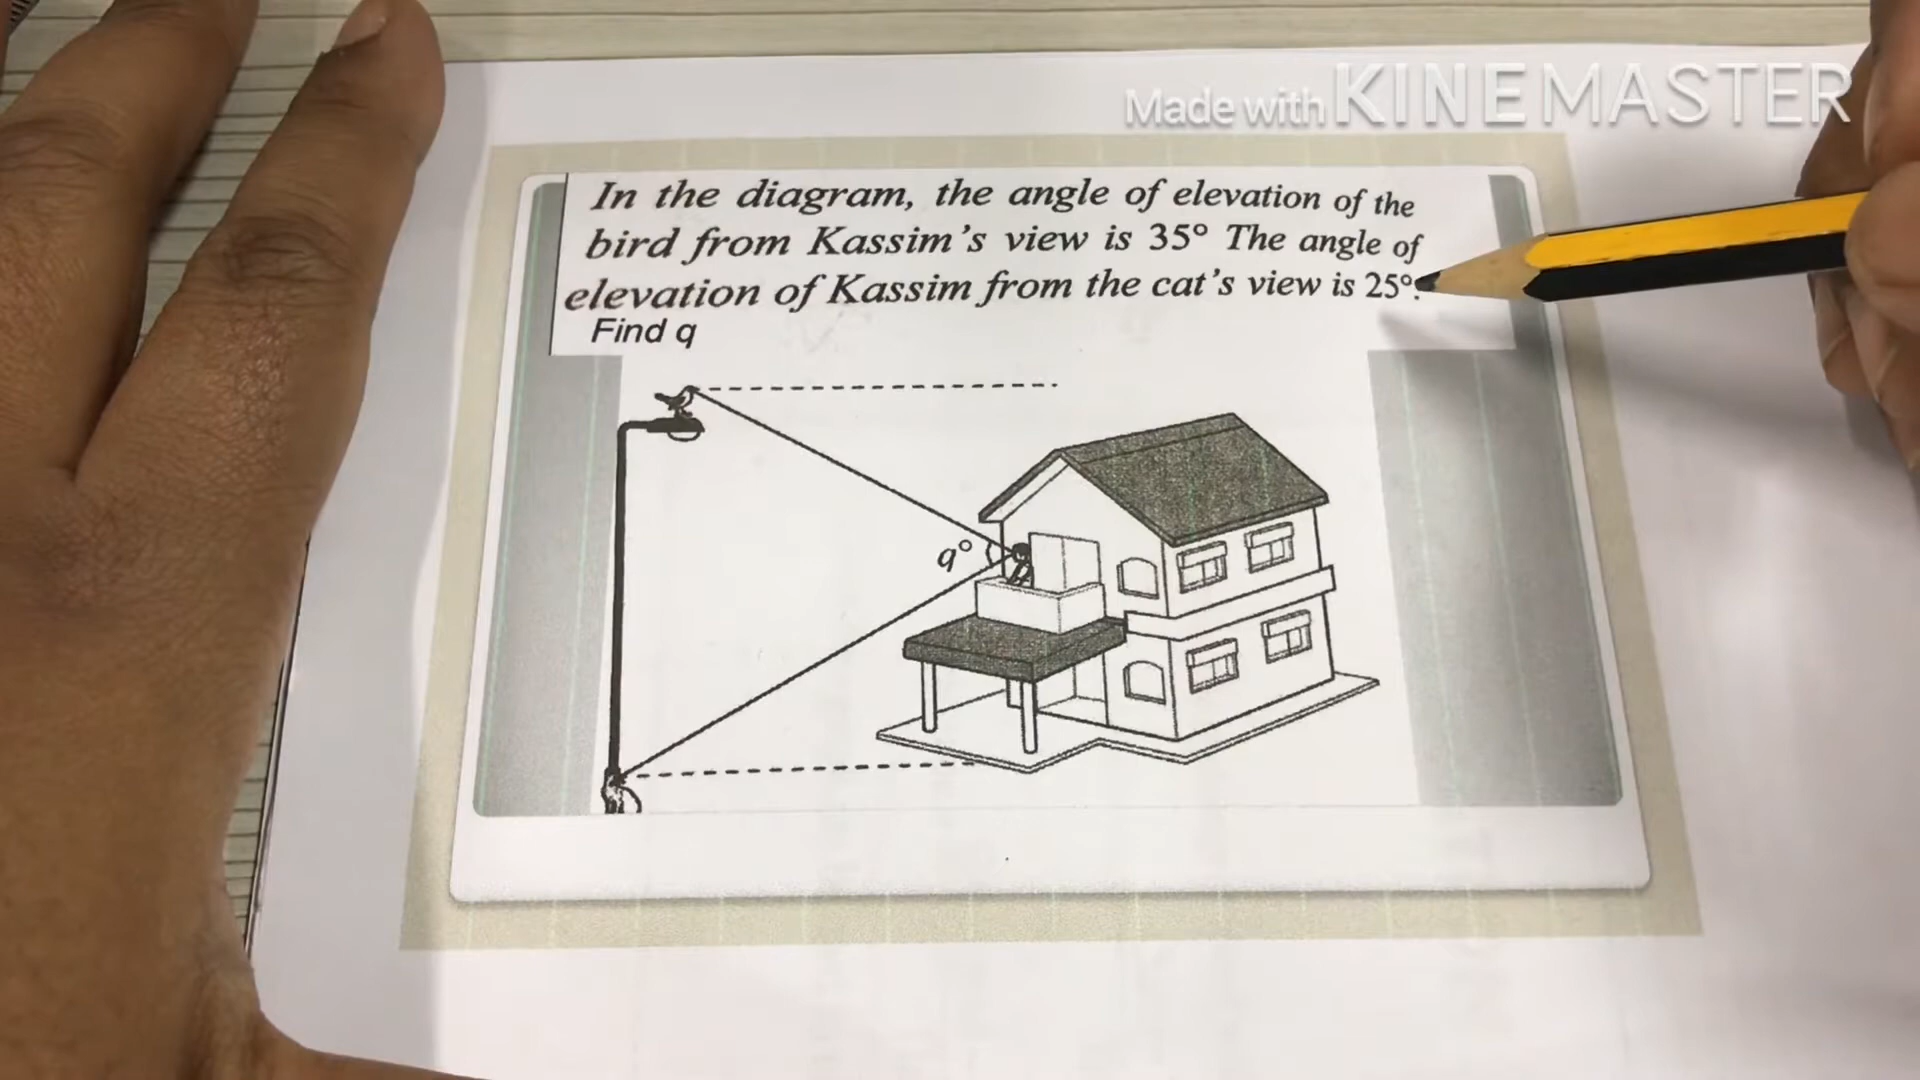 Made with KINEMASTER
In the diagram, the angle of elevation of the
bird from Kassim's view is 35° The angle of
elevation of Kassim from the cat's view is 25°.
Find q
q°